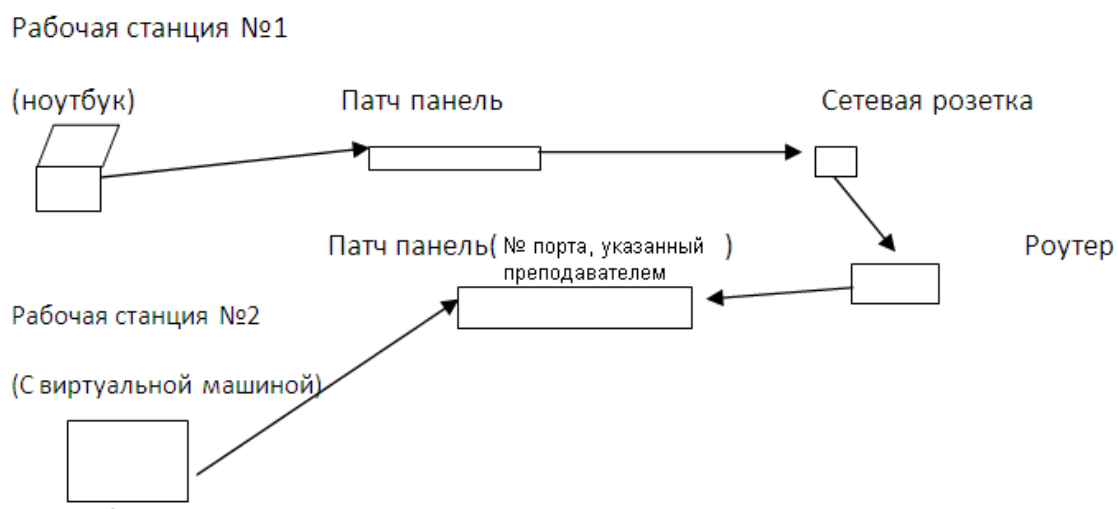 Рабочая станция №1
(ноутбук)
Патч панель
Сетевая розетка
Патч панель( № порта, указанный )
преподавателем
Роутер
Рабочая станция №2
(С виртуальной машиной)